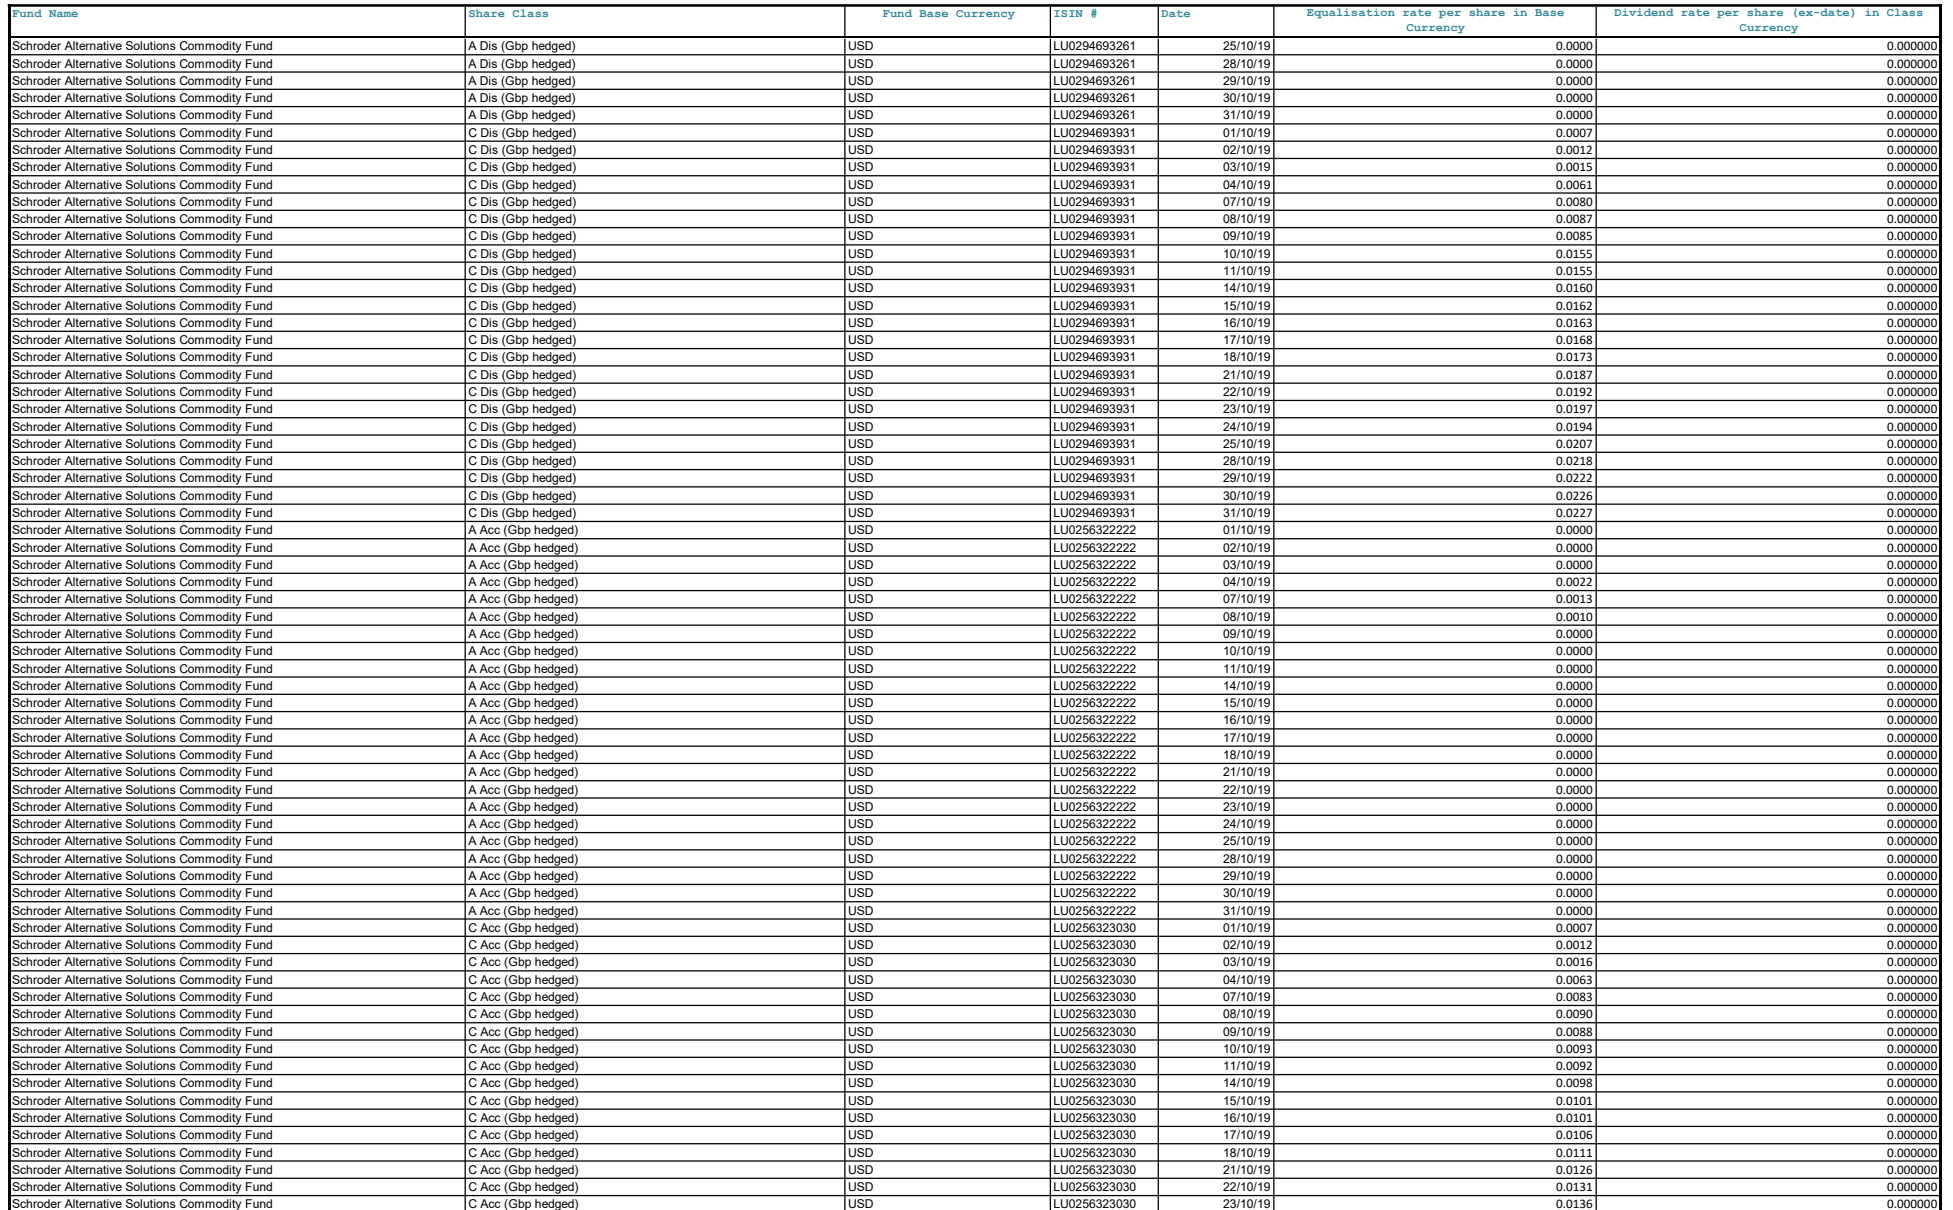 Fund Name Share Class Fund Base Currency ISIN # Date Equalisation rate per share in Base Currency Dividend rate per share (ex-date) in Class Currency
Schroder Alternative Solutions Commodity Fund A Dis (Gbp hedged) USD LU0294693261 25/10/19 0.0000 0.000000
Schroder Alternative Solutions Commodity Fund A Dis (Gbp hedged) USD LU0294693261 28/10/19 0.0000 0.000000
Schroder Alternative Solutions Commodity Fund A Dis (Gbp hedged) USD LU0294693261 29/10/19 0.0000 0.000000
Schroder Alternative Solutions Commodity Fund A Dis (Gbp hedged) USD LU0294693261 30/10/19 0.0000 0.000000
Schroder Alternative Solutions Commodity Fund A Dis (Gbp hedged) USD LU0294693261 31/10/19 0.0000 0.000000
Schroder Alternative Solutions Commodity Fund C Dis (Gbp hedged) USD LU0294693931 01/10/19 0.0007 0.000000
Schroder Alternative Solutions Commodity Fund C Dis (Gbp hedged) USD LU0294693931 02/10/19 0.0012 0.000000
Schroder Alternative Solutions Commodity Fund C Dis (Gbp hedged) USD LU0294693931 03/10/19 0.0015 0.000000
Schroder Alternative Solutions Commodity Fund C Dis (Gbp hedged) USD LU0294693931 04/10/19 0.0061 0.000000
Schroder Alternative Solutions Commodity Fund C Dis (Gbp hedged) USD LU0294693931 07/10/19 0.0080 0.000000
Schroder Alternative Solutions Commodity Fund C Dis (Gbp hedged) USD LU0294693931 08/10/19 0.0087 0.000000
Schroder Alternative Solutions Commodity Fund C Dis (Gbp hedged) USD LU0294693931 09/10/19 0.0085 0.000000
Schroder Alternative Solutions Commodity Fund C Dis (Gbp hedged) USD LU0294693931 10/10/19 0.0155 0.000000
Schroder Alternative Solutions Commodity Fund C Dis (Gbp hedged) USD LU0294693931 11/10/19 0.0155 0.000000
Schroder Alternative Solutions Commodity Fund C Dis (Gbp hedged) USD LU0294693931 14/10/19 0.0160 0.000000
Schroder Alternative Solutions Commodity Fund C Dis (Gbp hedged) USD LU0294693931 15/10/19 0.0162 0.000000
Schroder Alternative Solutions Commodity Fund C Dis (Gbp hedged) USD LU0294693931 16/10/19 0.0163 0.000000
Schroder Alternative Solutions Commodity Fund C Dis (Gbp hedged) USD LU0294693931 17/10/19 0.0168 0.000000
Schroder Alternative Solutions Commodity Fund C Dis (Gbp hedged) USD LU0294693931 18/10/19 0.0173 0.000000
Schroder Alternative Solutions Commodity Fund C Dis (Gbp hedged) USD LU0294693931 21/10/19 0.0187 0.000000
Schroder Alternative Solutions Commodity Fund C Dis (Gbp hedged) USD LU0294693931 22/10/19 0.0192 0.000000
Schroder Alternative Solutions Commodity Fund C Dis (Gbp hedged) USD LU0294693931 23/10/19 0.0197 0.000000
Schroder Alternative Solutions Commodity Fund C Dis (Gbp hedged) USD LU0294693931 24/10/19 0.0194 0.000000
Schroder Alternative Solutions Commodity Fund C Dis (Gbp hedged) USD LU0294693931 25/10/19 0.0207 0.000000
Schroder Alternative Solutions Commodity Fund C Dis (Gbp hedged) USD LU0294693931 28/10/19 0.0218 0.000000
Schroder Alternative Solutions Commodity Fund C Dis (Gbp hedged) USD LU0294693931 29/10/19 0.0222 0.000000
Schroder Alternative Solutions Commodity Fund C Dis (Gbp hedged) USD LU0294693931 30/10/19 0.0226 0.000000
Schroder Alternative Solutions Commodity Fund C Dis (Gbp hedged) USD LU0294693931 31/10/19 0.0227 0.000000
Schroder Alternative Solutions Commodity Fund A Acc (Gbp hedged) USD LU0256322222 01/10/19 0.0000 0.000000
Schroder Alternative Solutions Commodity Fund A Acc (Gbp hedged) USD LU0256322222 02/10/19 0.0000 0.000000
Schroder Alternative Solutions Commodity Fund A Acc (Gbp hedged) USD LU0256322222 03/10/19 0.0000 0.000000
Schroder Alternative Solutions Commodity Fund A Acc (Gbp hedged) USD LU0256322222 04/10/19 0.0022 0.000000
Schroder Alternative Solutions Commodity Fund A Acc (Gbp hedged) USD LU0256322222 07/10/19 0.0013 0.000000
Schroder Alternative Solutions Commodity Fund A Acc (Gbp hedged) USD LU0256322222 08/10/19 0.0010 0.000000
Schroder Alternative Solutions Commodity Fund A Acc (Gbp hedged) USD LU0256322222 09/10/19 0.0000 0.000000
Schroder Alternative Solutions Commodity Fund A Acc (Gbp hedged) USD LU0256322222 10/10/19 0.0000 0.000000
Schroder Alternative Solutions Commodity Fund A Acc (Gbp hedged) USD LU0256322222 11/10/19 0.0000 0.000000
Schroder Alternative Solutions Commodity Fund A Acc (Gbp hedged) USD LU0256322222 14/10/19 0.0000 0.000000
Schroder Alternative Solutions Commodity Fund A Acc (Gbp hedged) USD LU0256322222 15/10/19 0.0000 0.000000
Schroder Alternative Solutions Commodity Fund A Acc (Gbp hedged) USD LU0256322222 16/10/19 0.0000 0.000000
Schroder Alternative Solutions Commodity Fund A Acc (Gbp hedged) USD LU0256322222 17/10/19 0.0000 0.000000
Schroder Alternative Solutions Commodity Fund A Acc (Gbp hedged) USD LU0256322222 18/10/19 0.0000 0.000000
Schroder Alternative Solutions Commodity Fund A Acc (Gbp hedged) USD LU0256322222 21/10/19 0.0000 0.000000
Schroder Alternative Solutions Commodity Fund A Acc (Gbp hedged) USD LU0256322222 22/10/19 0.0000 0.000000
Schroder Alternative Solutions Commodity Fund A Acc (Gbp hedged) USD LU0256322222 23/10/19 0.0000 0.000000
Schroder Alternative Solutions Commodity Fund A Acc (Gbp hedged) USD LU0256322222 24/10/19 0.0000 0.000000
Schroder Alternative Solutions Commodity Fund A Acc (Gbp hedged) USD LU0256322222 25/10/19 0.0000 0.000000
Schroder Alternative Solutions Commodity Fund A Acc (Gbp hedged) USD LU0256322222 28/10/19 0.0000 0.000000
Schroder Alternative Solutions Commodity Fund A Acc (Gbp hedged) USD LU0256322222 29/10/19 0.0000 0.000000
Schroder Alternative Solutions Commodity Fund A Acc (Gbp hedged) USD LU0256322222 30/10/19 0.0000 0.000000
Schroder Alternative Solutions Commodity Fund A Acc (Gbp hedged) USD LU0256322222 31/10/19 0.0000 0.000000
Schroder Alternative Solutions Commodity Fund C Acc (Gbp hedged) USD LU0256323030 01/10/19 0.0007 0.000000
Schroder Alternative Solutions Commodity Fund C Acc (Gbp hedged) USD LU0256323030 02/10/19 0.0012 0.000000
Schroder Alternative Solutions Commodity Fund C Acc (Gbp hedged) USD LU0256323030 03/10/19 0.0016 0.000000
Schroder Alternative Solutions Commodity Fund C Acc (Gbp hedged) USD LU0256323030 04/10/19 0.0063 0.000000
Schroder Alternative Solutions Commodity Fund C Acc (Gbp hedged) USD LU0256323030 07/10/19 0.0083 0.000000
Schroder Alternative Solutions Commodity Fund C Acc (Gbp hedged) USD LU0256323030 08/10/19 0.0090 0.000000
Schroder Alternative Solutions Commodity Fund C Acc (Gbp hedged) USD LU0256323030 09/10/19 0.0088 0.000000
Schroder Alternative Solutions Commodity Fund C Acc (Gbp hedged) USD LU0256323030 10/10/19 0.0093 0.000000
Schroder Alternative Solutions Commodity Fund C Acc (Gbp hedged) USD LU0256323030 11/10/19 0.0092 0.000000
Schroder Alternative Solutions Commodity Fund C Acc (Gbp hedged) USD LU0256323030 14/10/19 0.0098 0.000000
Schroder Alternative Solutions Commodity Fund C Acc (Gbp hedged) USD LU0256323030 15/10/19 0.0101 0.000000
Schroder Alternative Solutions Commodity Fund C Acc (Gbp hedged) USD LU0256323030 16/10/19 0.0101 0.000000
Schroder Alternative Solutions Commodity Fund C Acc (Gbp hedged) USD LU0256323030 17/10/19 0.0106 0.000000
Schroder Alternative Solutions Commodity Fund C Acc (Gbp hedged) USD LU0256323030 18/10/19 0.0111 0.000000
Schroder Alternative Solutions Commodity Fund C Acc (Gbp hedged) USD LU0256323030 21/10/19 0.0126 0.000000
Schroder Alternative Solutions Commodity Fund C Acc (Gbp hedged) USD LU0256323030 22/10/19 0.0131 0.000000
Schroder Alternative Solutions Commodity Fund C Acc (Gbp hedged) USD LU0256323030 23/10/19 0.0136 0.000000